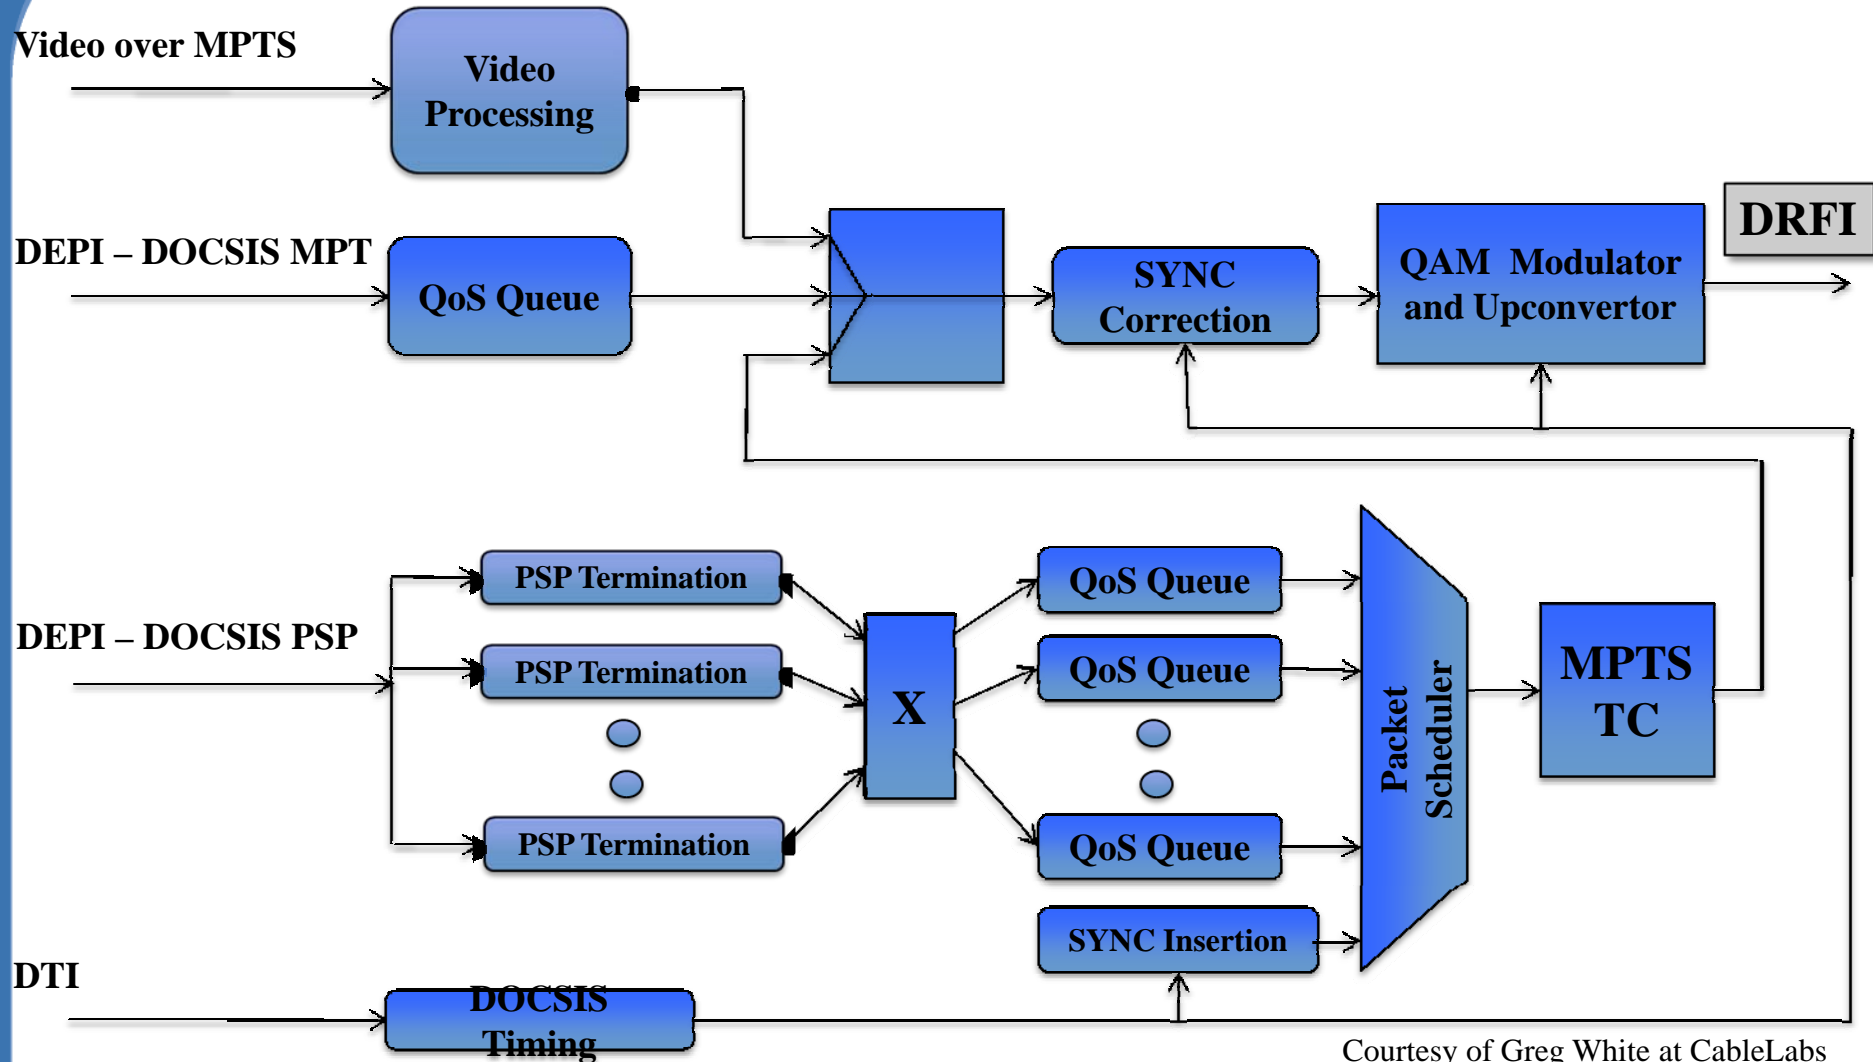 Video over MPTS
Video
Processing
DRFI
DEPI – DOCSIS MPT
QoS Queue
SYNC
Correction
QAM Modulator
and Upconvertor
DEPI – DOCSIS PSP
PSP Termination
PSP Termination
PSP Termination
X
QoS Queue
QoS Queue
QoS Queue
SYNC Insertion
Packet
Scheduler
MPTS
TC
DTI
DOCSIS
Timing
Courtesy of Greg White at CableLabs